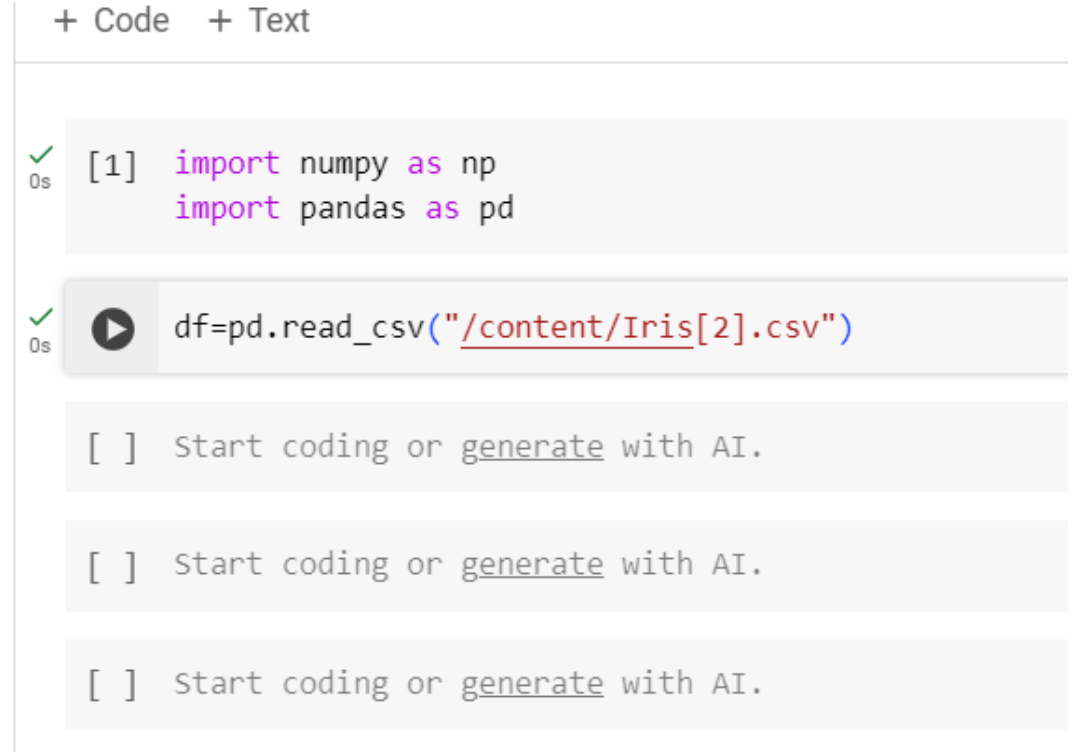 + Code + Text
[1] import numpy as np
import pandas as pd
0s
df=pd.read_csv("/content/Iris[2].csv")
0s
[ ] Start coding or generate with AI.
[ ] Start coding or generate with AI.
[ ] Start coding or generate with AI.